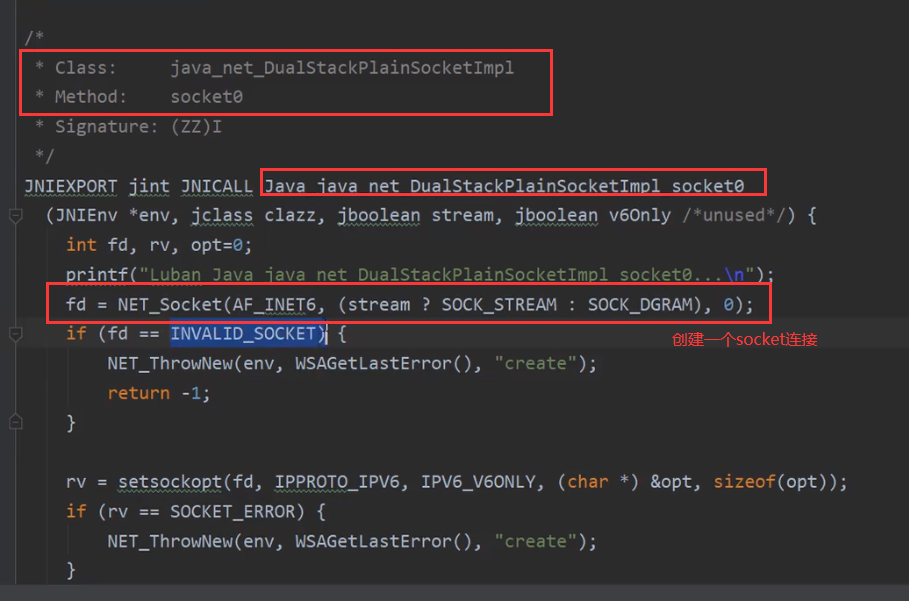 /*
* Class:     java_net_DualStackPlainSocketImpl
* Method:    socket0
* Signature: (ZZ)I
*/
JNIEXPORT jint JNICALL Java_java_net_DualStackPlainSocketImpl_socket0
(JNIEnv *env, jclass clazz, jboolean stream, jboolean v6Only /*unused*/) {
int fd, rv, opt=0;
printf("Luban Java_java_net_DualStackPlainSocketImpl_socket0...\n");
fd = NET_Socket(AF_INET6, (stream ? SOCK_STREAM : SOCK_DGRAM), 0);
if (fd == INVALID_SOCKET) {
创建一个socket连接
NET_ThrowNew(env, WSAGetLastError(), "create");
return -1;
}
rv = setsockopt(fd, IPPROTO_IPV6, IPV6_V6ONLY, (char *) &opt, sizeof(opt));
if (rv == SOCKET_ERROR) {
NET_ThrowNew(env, WSAGetLastError(), "create");
}